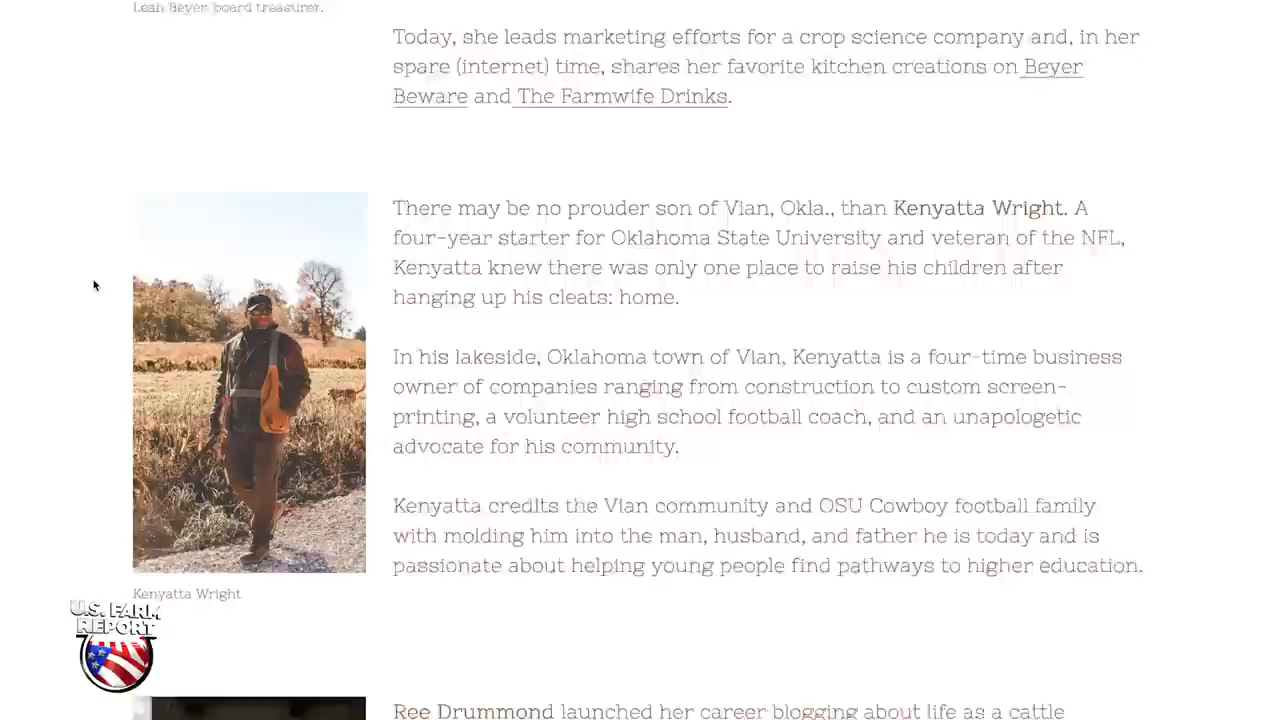 Leah Beyer, board treasurer.
Today, she leads marketing efforts for a crop science company and, in her
spare (internet) time, shares her favorite kitchen creations on Beyer
Beware and The Farmwife Drinks.
There may be no prouder son of Vian, Okla., than Kenyatta Wright. A
four-year starter for Oklahoma State University and veteran of the NFL,
Kenyatta knew there was only one place to raise his children after
hanging up his cleats: home.
In his lakeside, Oklahoma town of Vian, Kenyatta is a four-time business
owner of companies ranging from construction to custom screen-
printing, a volunteer high school football coach, and an unapologetic
advocate for his community.
Kenyatta credits the Vian community and OSU Cowboy football family
with molding him into the man, husband, and father he is today and is
passionate about helping young people find pathways to higher education.
Kenyatta Wright
U.S. FARM
REPORT
Ree Drummond launched her career blogging about life as a cattle